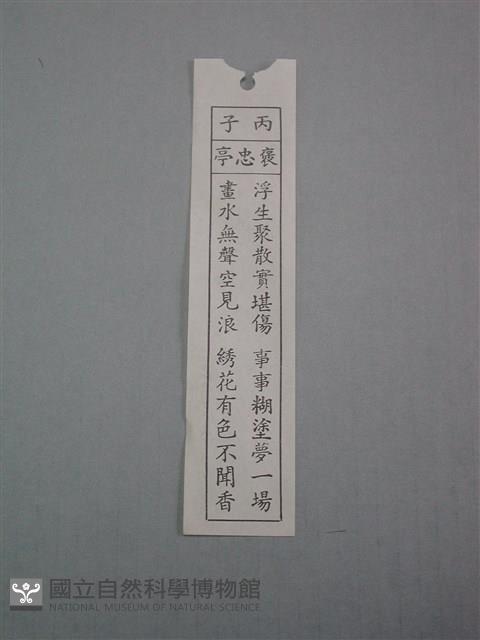 丙子
褒忠亭
浮生聚散實堪傷 事事糊塗夢一場
畫水無聲空見浪 綉花有色不聞香
國立自然科學博物館
NATIONAL MUSEUM OF NATURAL SCIENCE